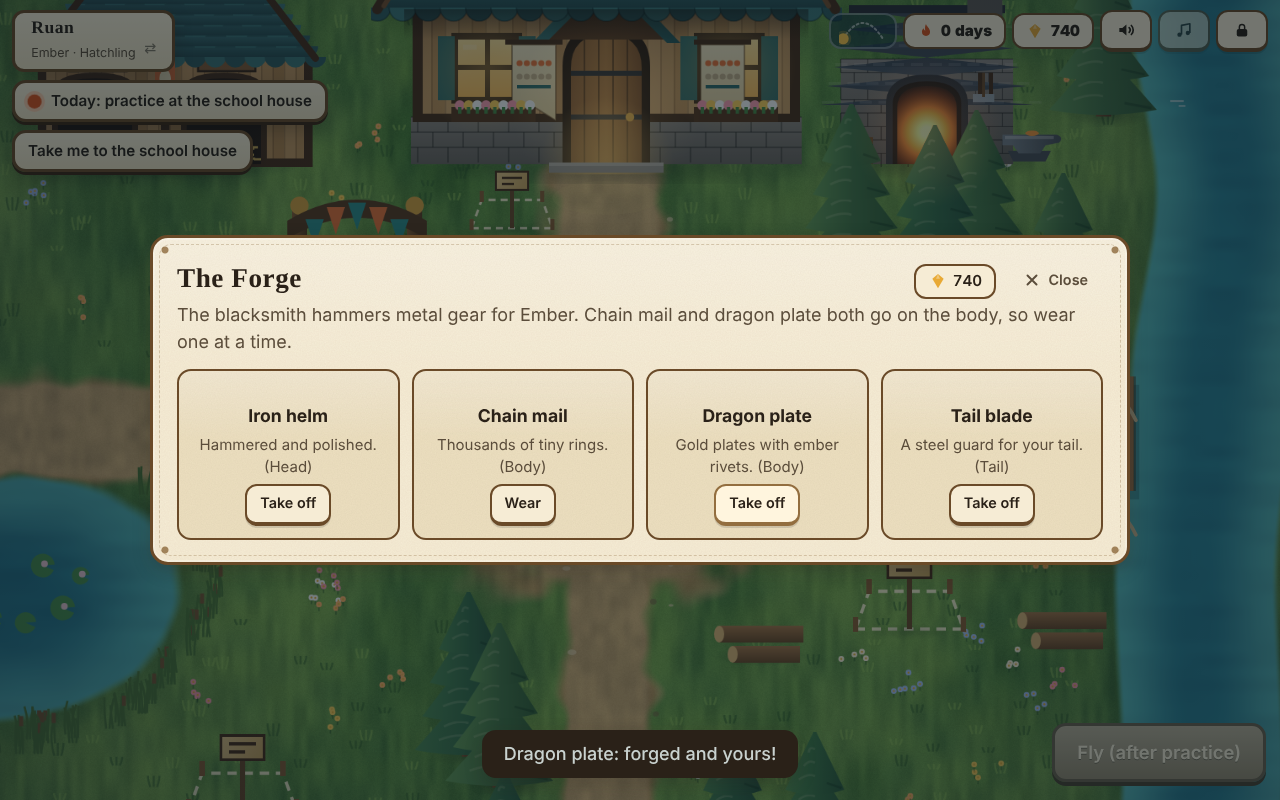 Ruan
Ember · Hatchling
0 days
740
Today: practice at the school house
Take me to the school house
The Forge
740
Close
The blacksmith hammers metal gear for Ember. Chain mail and dragon plate both go on the body, so wear
one at a time.
Iron helm
Hammered and polished.
(Head)
Take off
Chain mail
Thousands of tiny rings.
(Body)
Wear
Dragon plate
Gold plates with ember
rivets. (Body)
Take off
Tail blade
A steel guard for your tail.
(Tail)
Take off
Dragon plate: forged and yours!
Fly (after practice)